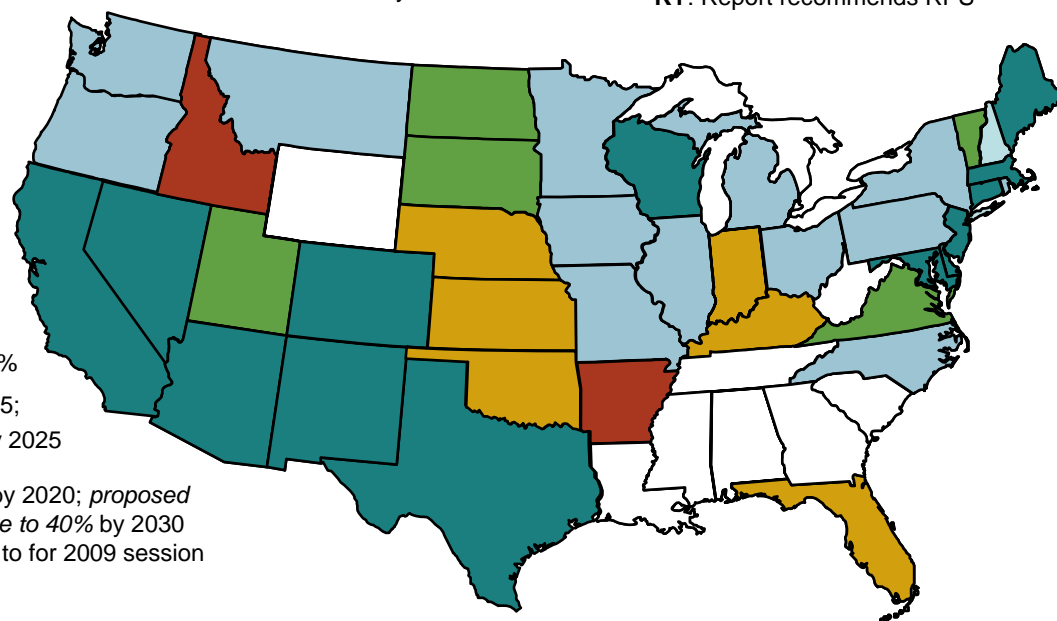 KY: Report recommends RPS
%
5;
2025
by 2020; proposed
e to 40% by 2030
to for 2009 session